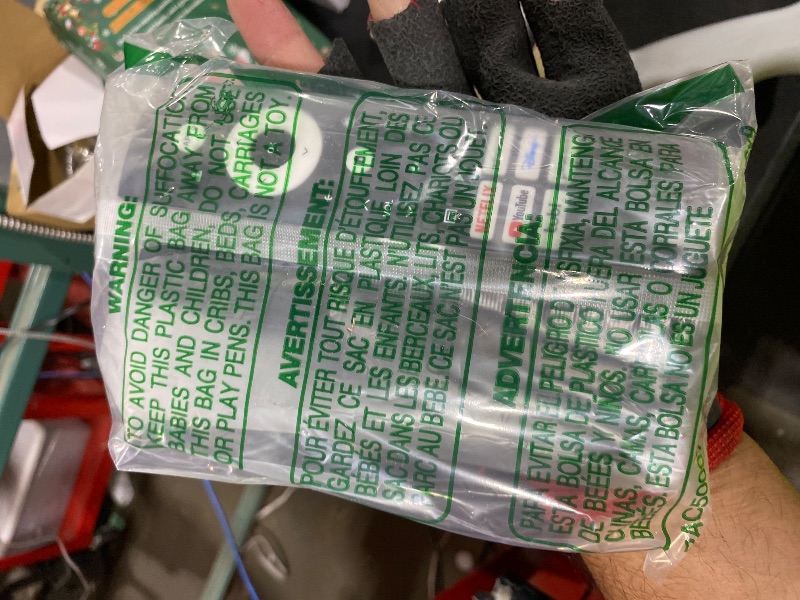 WARNING:
TO AVOID DANGER OF SUFFOCATION
KEEP THIS PLASTIC BAG AWAY FROM
BABIES AND CHILDREN. DO NOT USE
THIS BAG IN CRIBS, BEDS, CARRIAGES
OR PLAY PENS. THIS BAG IS NOT A TOY.
AVERTISSEMENT:
POUR ÉVITER TOUT RISQUE D'ÉTOUFFEMENT,
GARDEZ CE SAC EN PLASTIQUE LOIN DES
BÉBÉS ET LES ENFANTS. N'UTILISEZ PAS CE
SAC DANS LES BERCEAUX, LITS, CHARIOTS OU
PARC AU BÉBÉ. CE SAC N'EST PAS UN JOUET.
ADVERTENCIA:
PARA EVITAR EL PELIGRO DE ASFIXIA, MANTENGA
ESTA BOLSA DE PLASTICO FUERA DEL ALCANCE
DE BEBÉS Y NIÑOS. NO USAR ESTA BOLSA EN
CUNAS, CAMAS, CARREOLAS O CORRALES PARA
BEBÉS. ESTA BOLSA NO ES UN JUGUETE.
NETFLIX
YouTube
Disney+
VOL